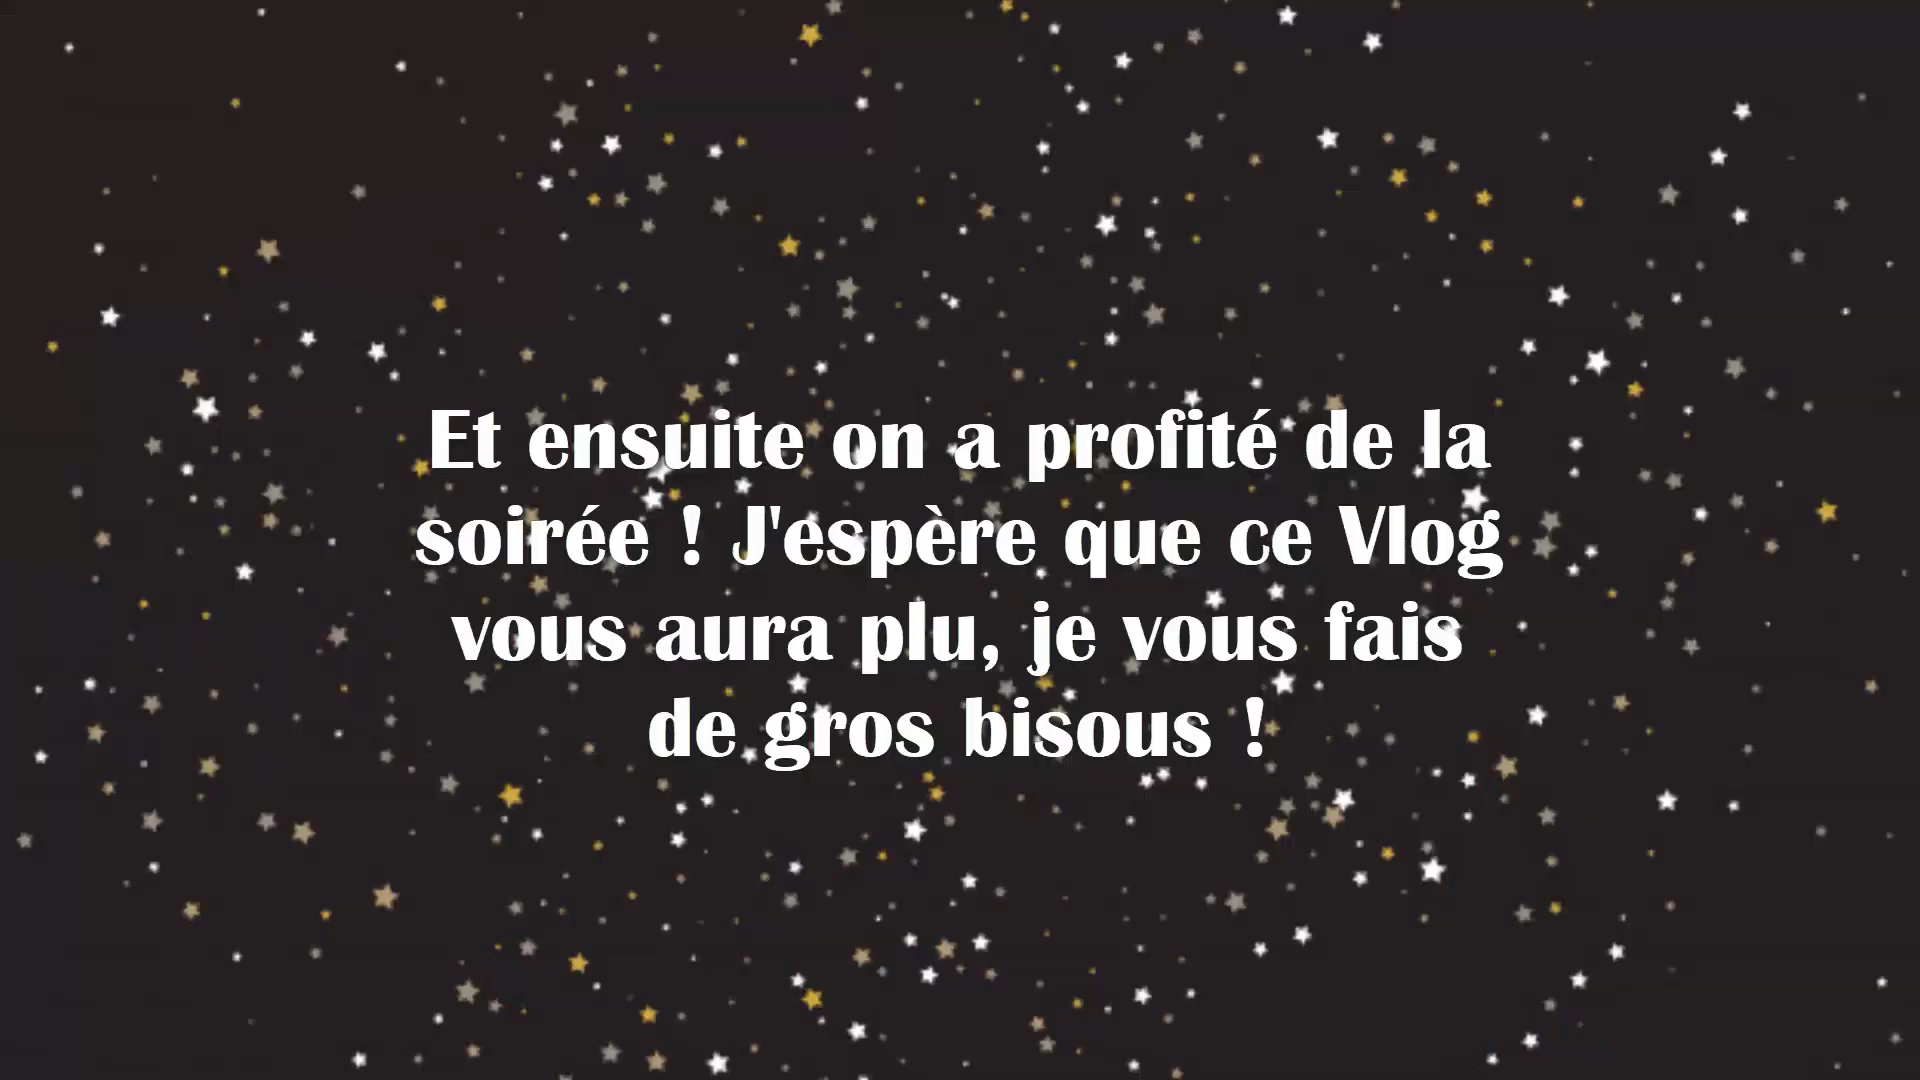 Et ensuite on a profité de la
soirée ! J'espère que ce Vlog
vous aura plu, je vous fais
de gros bisous !